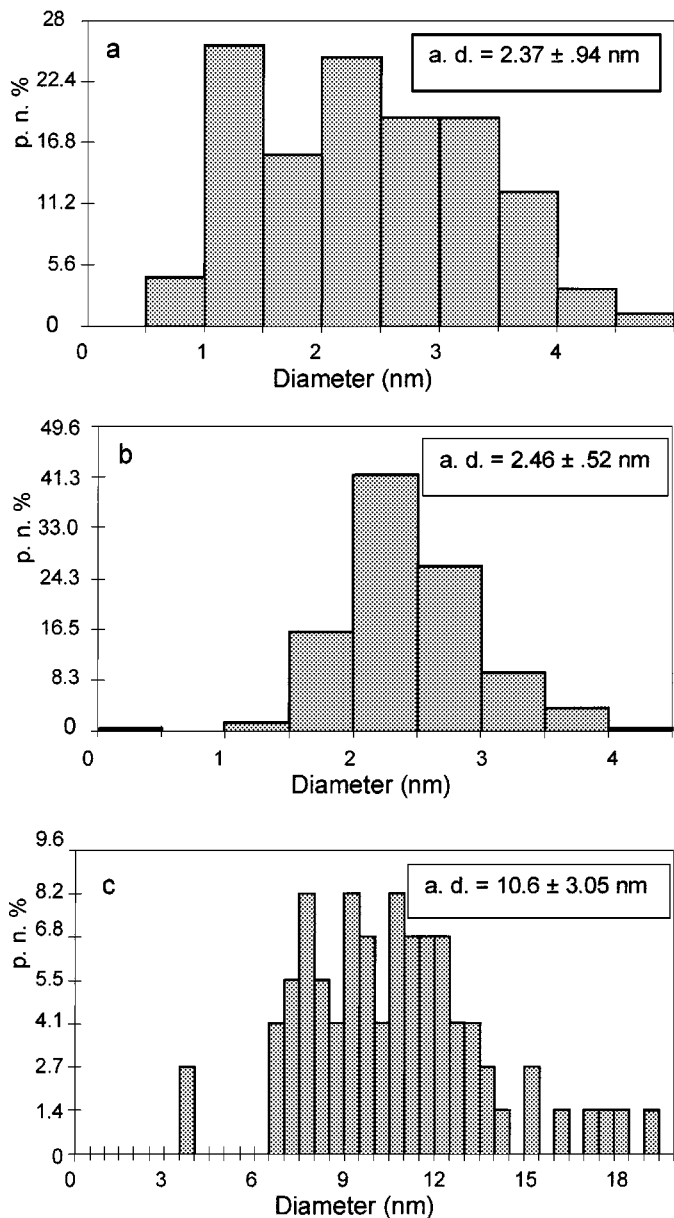 28
a
a. d. = 2.37 ± .94 nm
22.4
16.8
11.2
5.6
0
p. n. %
0 1 2 3 4
Diameter (nm)
49.6
b
a. d. = 2.46 ± .52 nm
41.3
33.0
24.3
16.5
8.3
0
p. n. %
0 1 2 3 4
Diameter (nm)
9.6
c
a. d. = 10.6 ± 3.05 nm
8.2
6.8
5.5
4.1
2.7
1.4
0
p. n. %
0 3 6 9 12 15 18
Diameter (nm)